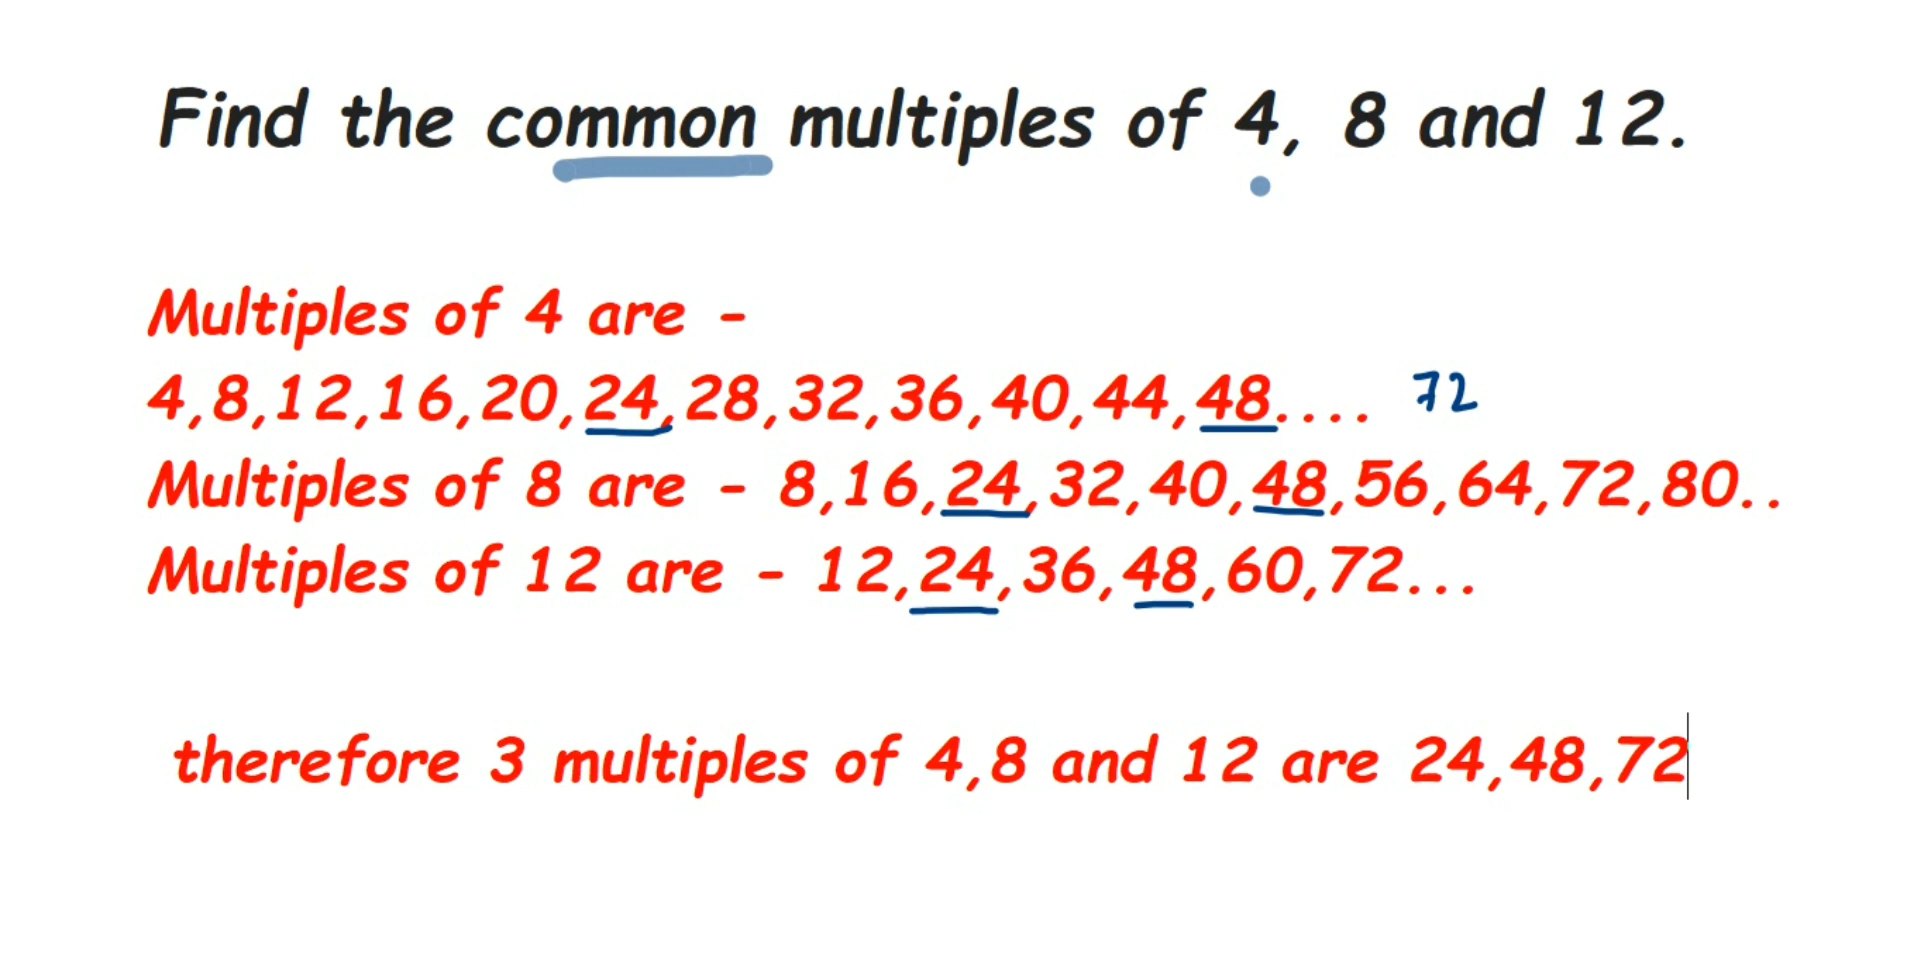 Find the common multiples of 4, 8 and 12.
Multiples of 4 are -
4,8,12,16,20,24,28,32,36,40,44,48.... 72
Multiples of 8 are - 8,16,24,32,40,48,56,64,72,80..
Multiples of 12 are - 12,24,36,48,60,72...
therefore 3 multiples of 4,8 and 12 are 24,48,72